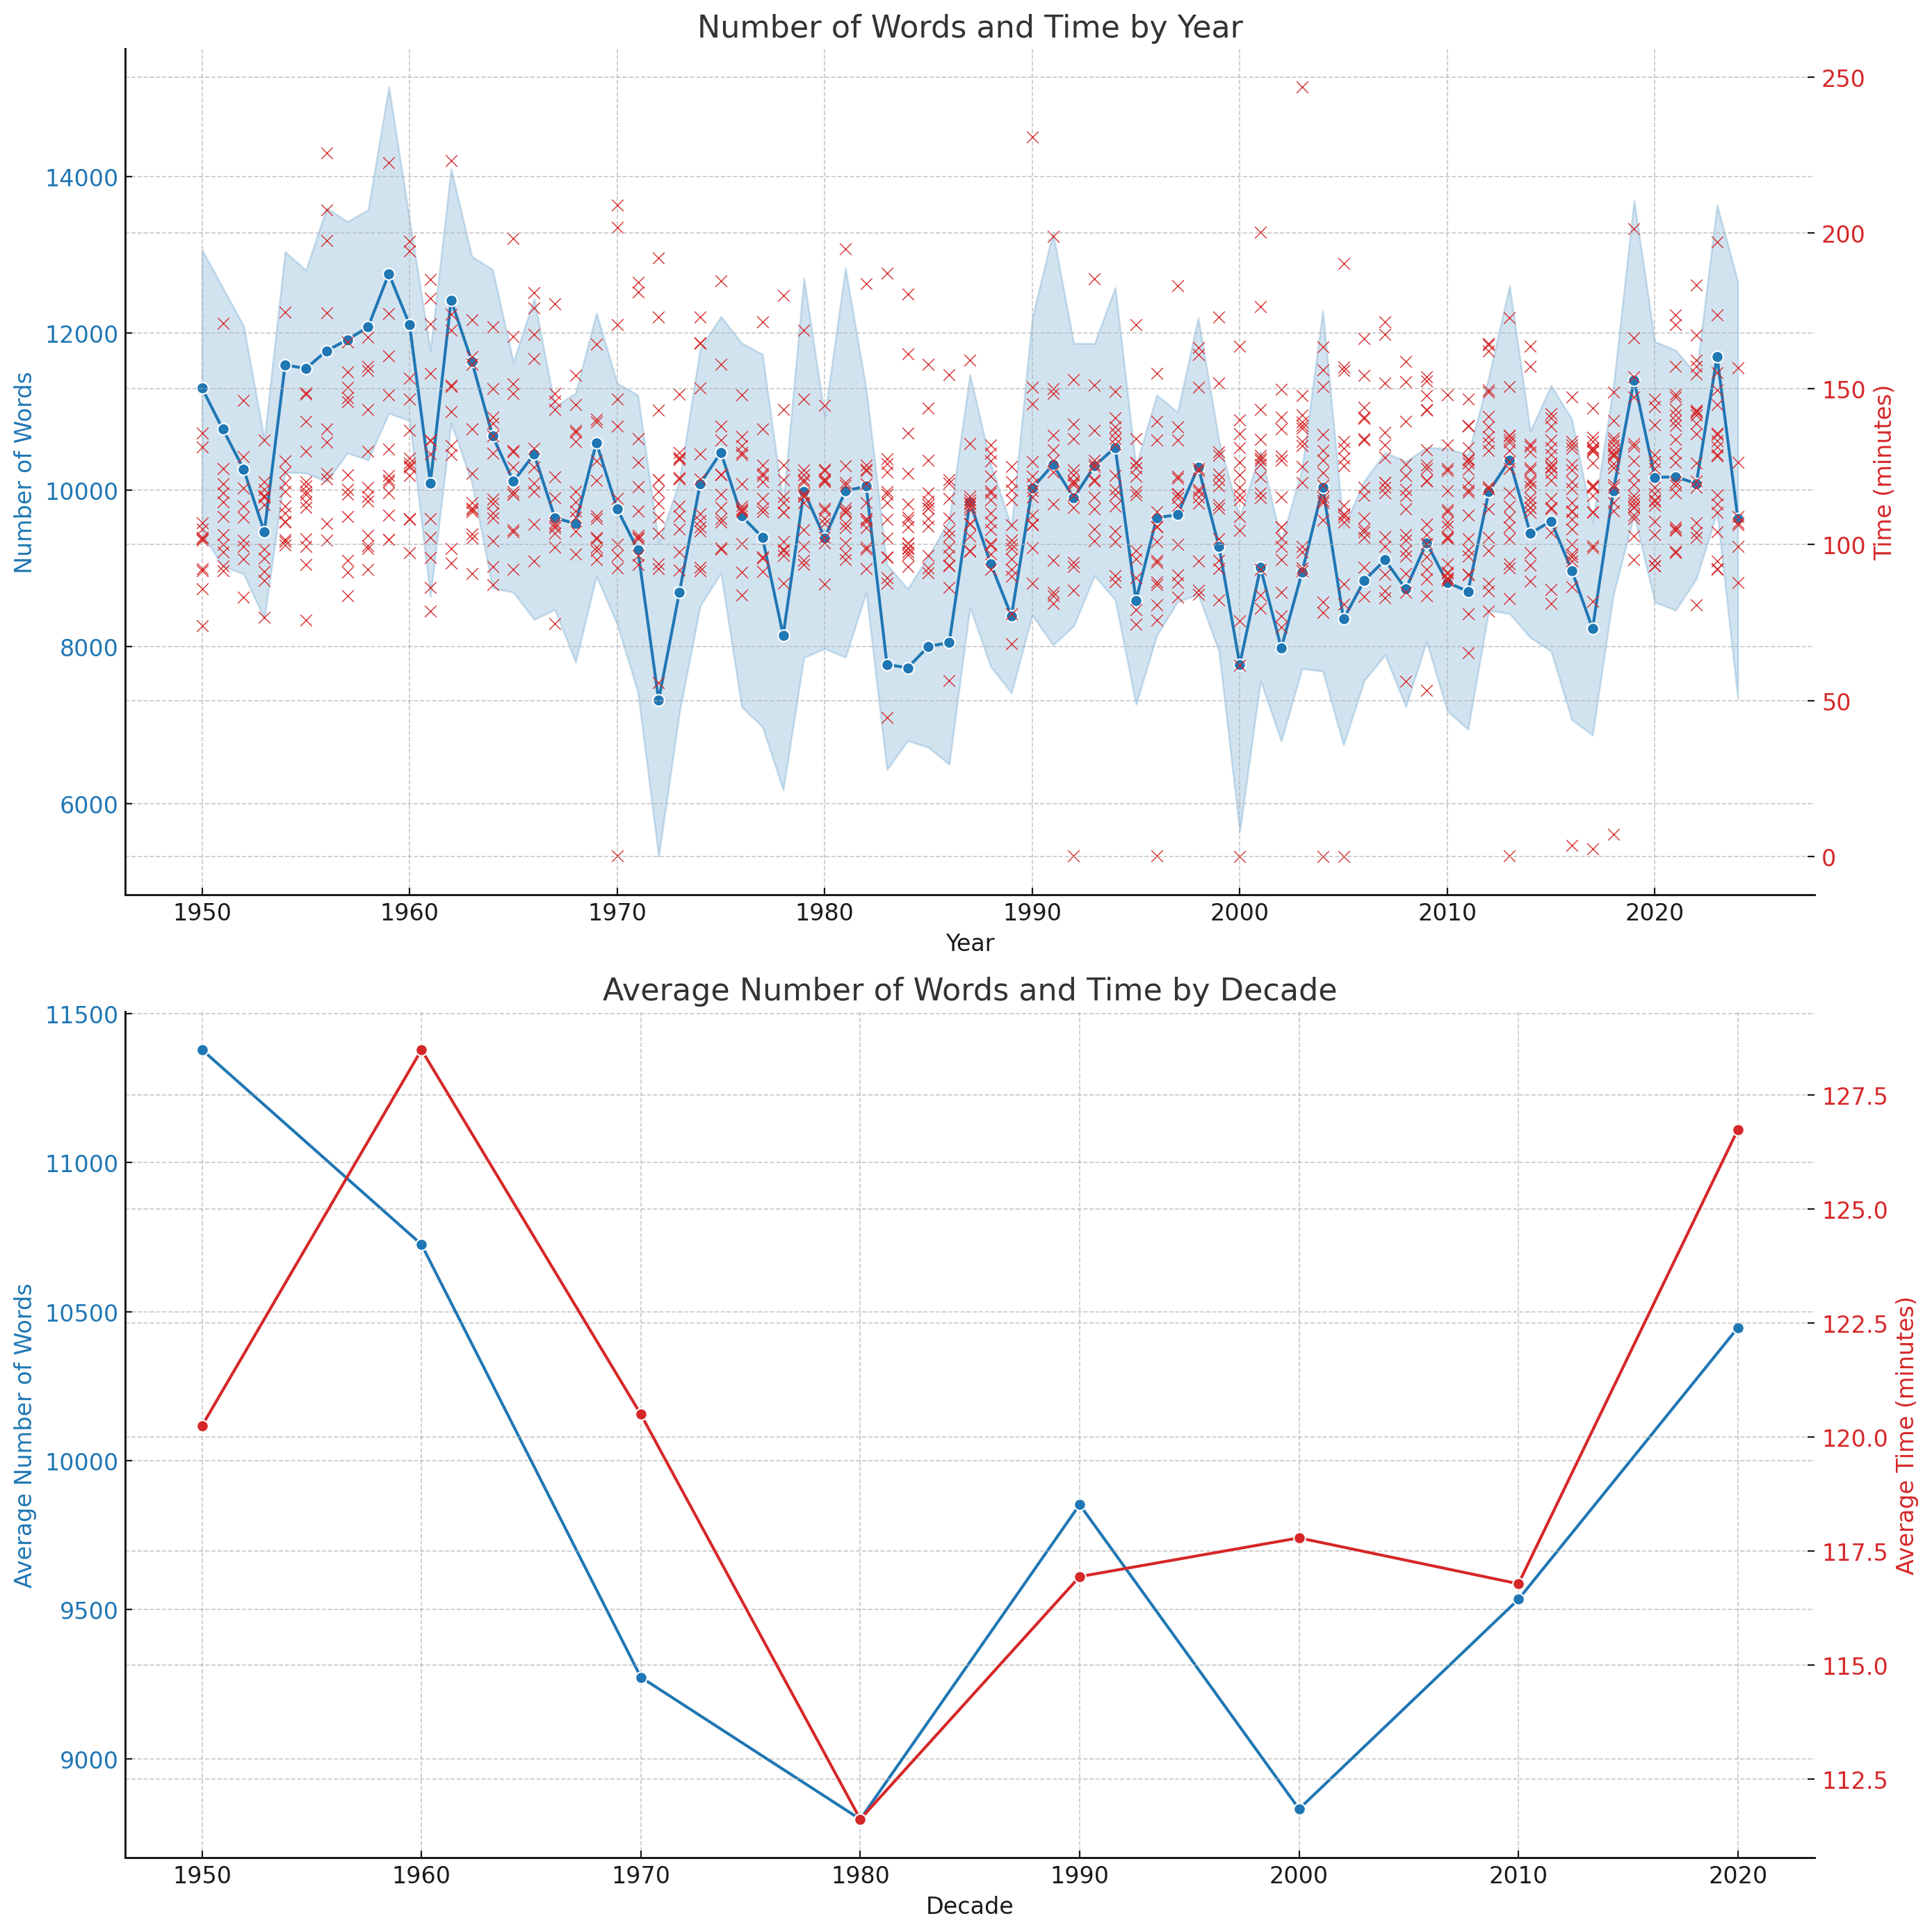 Number of Words and Time by Year
Number of Words
14000
12000
10000
8000
6000
Time (minutes)
250
200
150
100
50
0
1950 1960 1970 1980 1990 2000 2010 2020
Year
Average Number of Words and Time by Decade
Average Number of Words
11500
11000
10500
10000
9500
9000
Average Time (minutes)
127.5
125.0
122.5
120.0
117.5
115.0
112.5
1950 1960 1970 1980 1990 2000 2010 2020
Decade